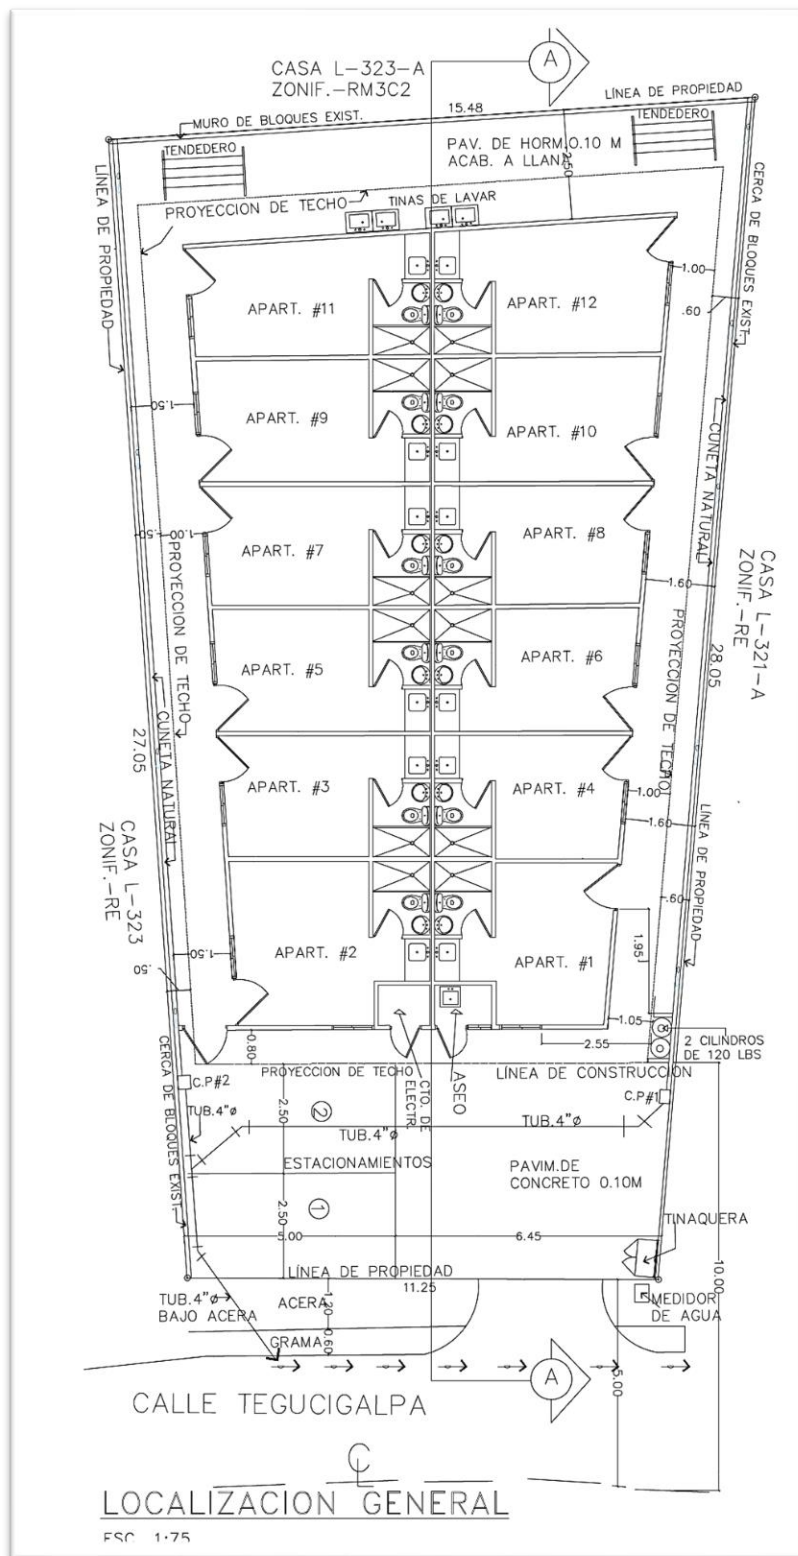 CASA L-323-A
ZONIF.-RM3C2
A
LÍNEA DE PROPIEDAD
15.48
MURO DE BLOQUES EXIST.
TENDEDERO
TENDEDERO
PAV. DE HORM.0.10 M
ACAB. A LLANA
2.50
LÍNEA DE PROPIEDAD
CERCA DE BLOQUES EXIST.
PROYECCION DE TECHO
TINAS DE LAVAR
1.00
.60
APART. #11
APART. #12
1.50
APART. #9
APART. #10
CUNETA NATURAL
.50
1.00
APART. #7
APART. #8
PROYECCION DE TECHO
CASA L-321-A
ZONIF.-RE
1.60
APART. #5
APART. #6
PROYECCION DE TECHO
28.05
27.05
CUNETA NATURAL
APART. #3
APART. #4
1.00
1.60
LÍNEA DE PROPIEDAD
CASA L-323
ZONIF.-RE
.60
1.50
APART. #2
APART. #1
1.95
.50
1.05
2 CILINDROS
DE 120 LBS
0.80
2.55
CERCA DE BLOQUES EXIST.
PROYECCION DE TECHO
CTO. DE
ELECTR.
ASEO
LÍNEA DE CONSTRUCCIÓN
C.P#2
C.P#1
TUB.4"ø
2.50
2
TUB.4"ø
TUB.4"ø
ESTACIONAMIENTOS
PAVIM.DE
CONCRETO 0.10M
2.50
1
5.00
6.45
TINAQUERA
10.00
LÍNEA DE PROPIEDAD
11.25
TUB.4"ø
BAJO ACERA
ACERA
1.20
MEDIDOR
DE AGUA
GRAMA
0.60
A
5.00
CALLE TEGUCIGALPA
CL
LOCALIZACION GENERAL
ESC. 1:75